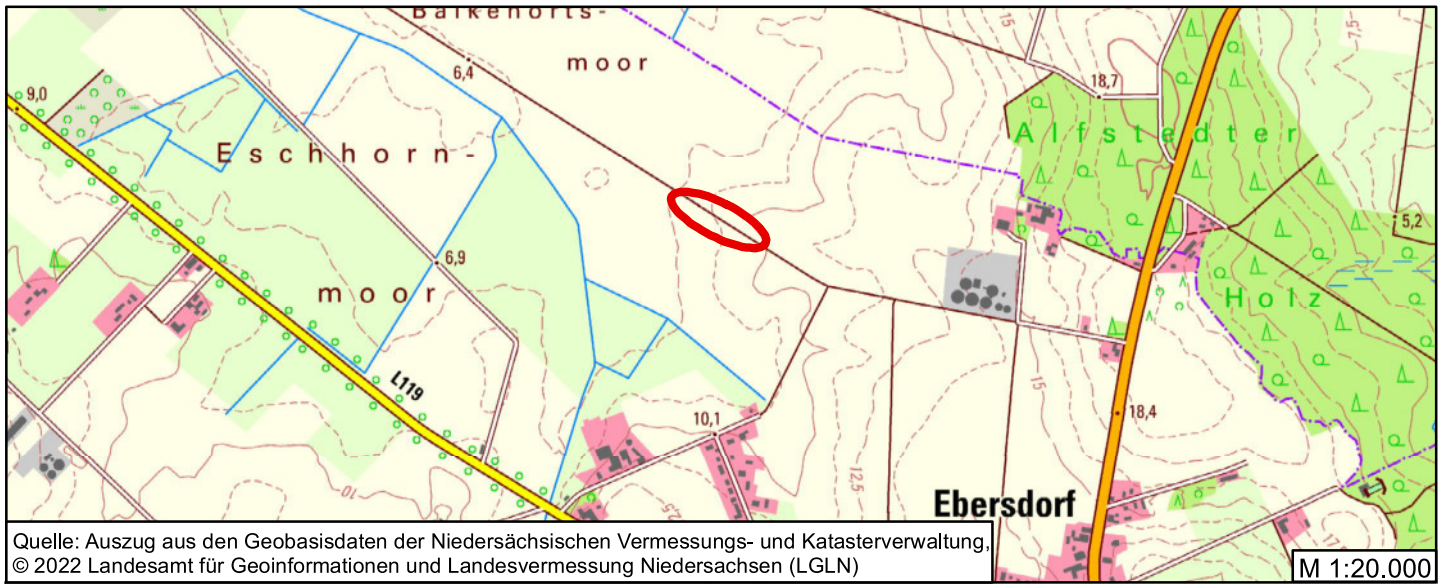 Balkenorts-
moor
6,4
9,0
Eschhorn-
moor
6,9
L119
10
10,1
12,5
15
15
18,7
7,5
Alfstedter
Holz
5,2
18,4
Ebersdorf
Quelle: Auszug aus den Geobasisdaten der Niedersächsischen Vermessungs- und Katasterverwaltung,
© 2022 Landesamt für Geoinformationen und Landesvermessung Niedersachsen (LGLN)
M 1:20.000